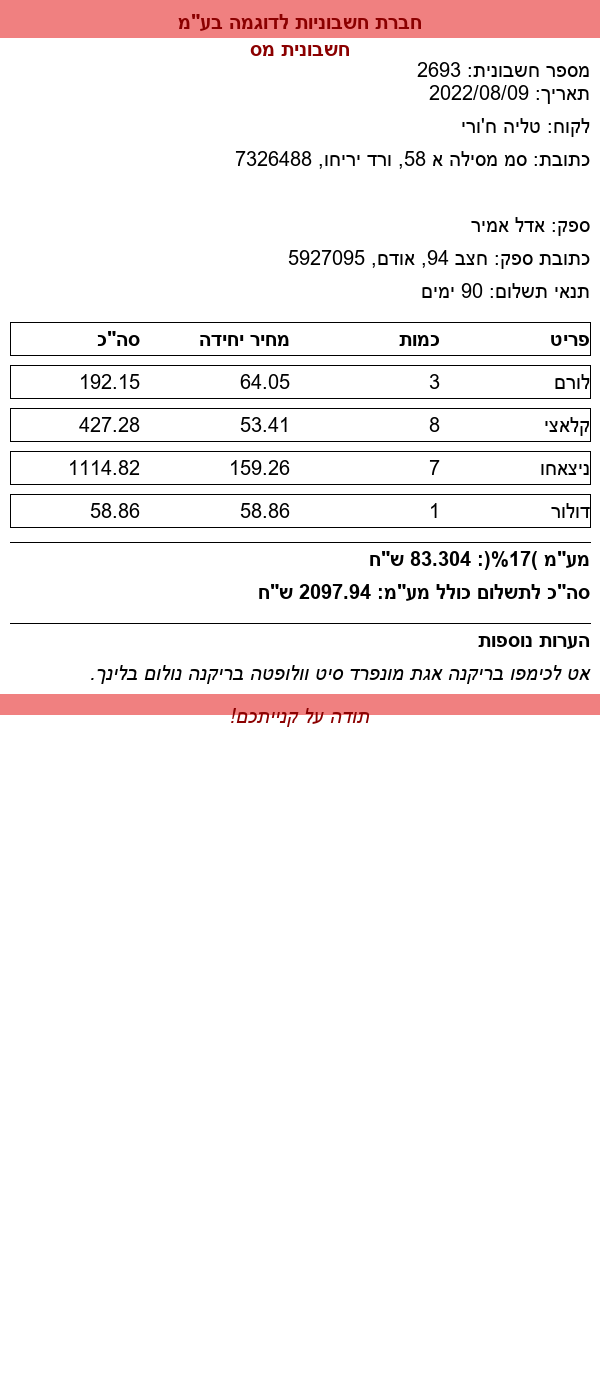 חברת חשבוניות לדוגמה בע"מ
חשבונית מס
מספר חשבונית: 2693
תאריך: 2022/08/09
לקוח: טליה ח'ורי
כתובת: סמ מסילה א 58, ורד יריחו, 7326488
ספק: אדל אמיר
כתובת ספק: חצב 94, אודם, 5927095
תנאי תשלום: 90 ימים
פריט כמות מחיר יחידה סה"כ
לורם 3 64.05 192.15
קלאצי 8 53.41 427.28
ניצאחו 7 159.26 1114.82
דולור 1 58.86 58.86
מע"מ )17%(: 83.304 ש"ח
סה"כ לתשלום כולל מע"מ: 2097.94 ש"ח
הערות נוספות
אט לכימפו בריקנה אגת מונפרד סיט וולופטה בריקנה נולום בלינך.
תודה על קנייתכם!